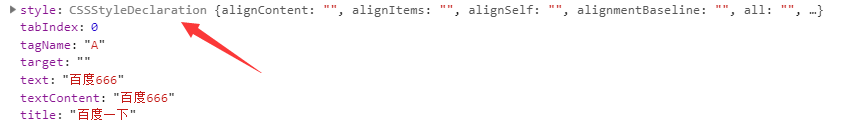 style: CSSStyleDeclaration {alignContent: "", alignItems: "", alignSelf: "", alignmentBaseline: "", all: "", …}
tabIndex: 0
tagName: "A"
target: ""
text: "百度666"
textContent: "百度666"
title: "百度一下"